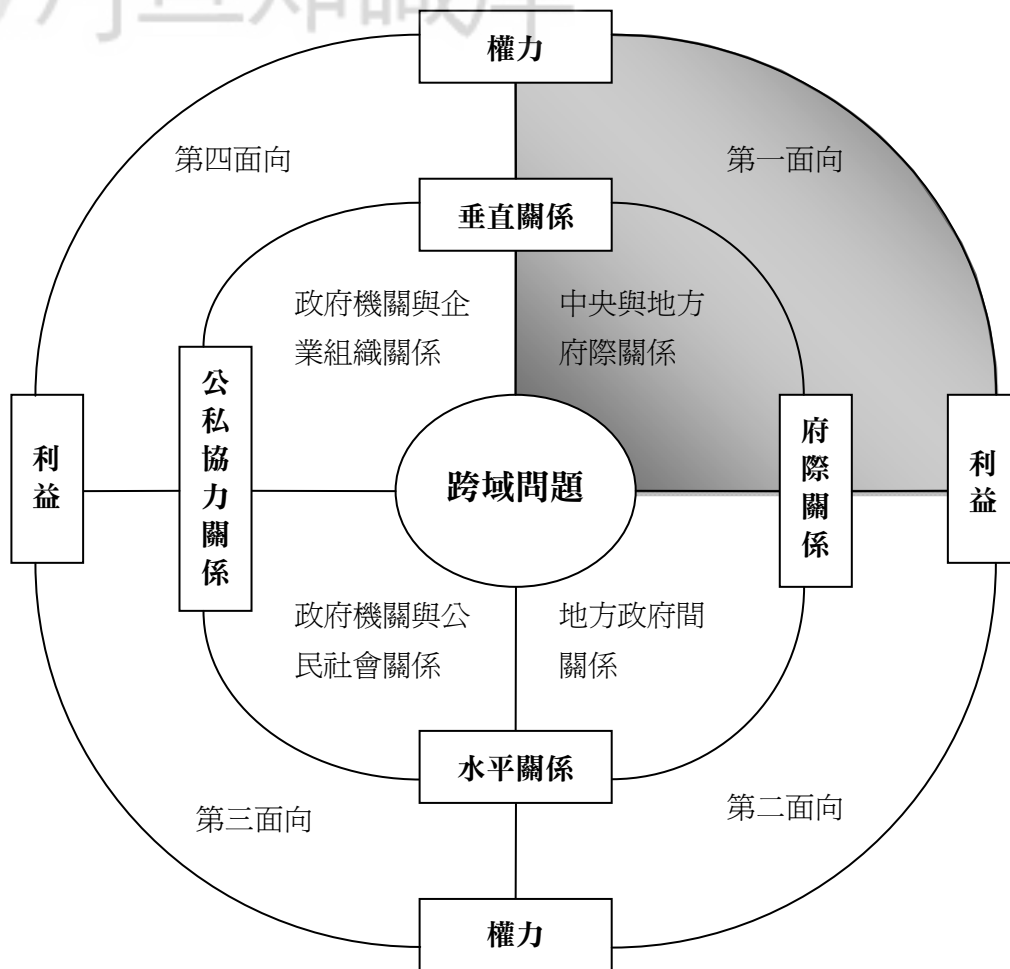 權力
第四面向
第一面向
垂直關係
政府機關與企
業組織關係
中央與地方
府際關係
公私協力關係
府際關係
利益
跨域問題
利益
政府機關與公
民社會關係
地方政府間
關係
水平關係
第三面向
第二面向
權力